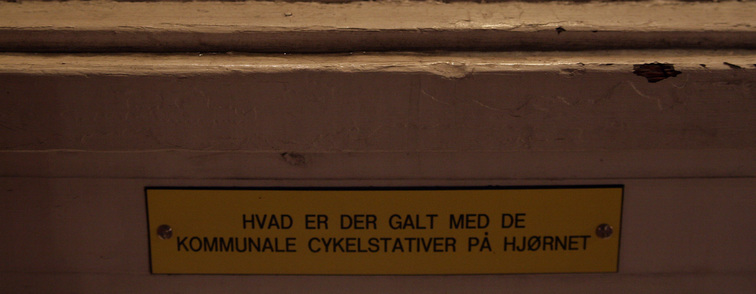 HVAD ER DER GALT MED DE
KOMMUNALE CYKELSTATIVER PÅ HJØRNET